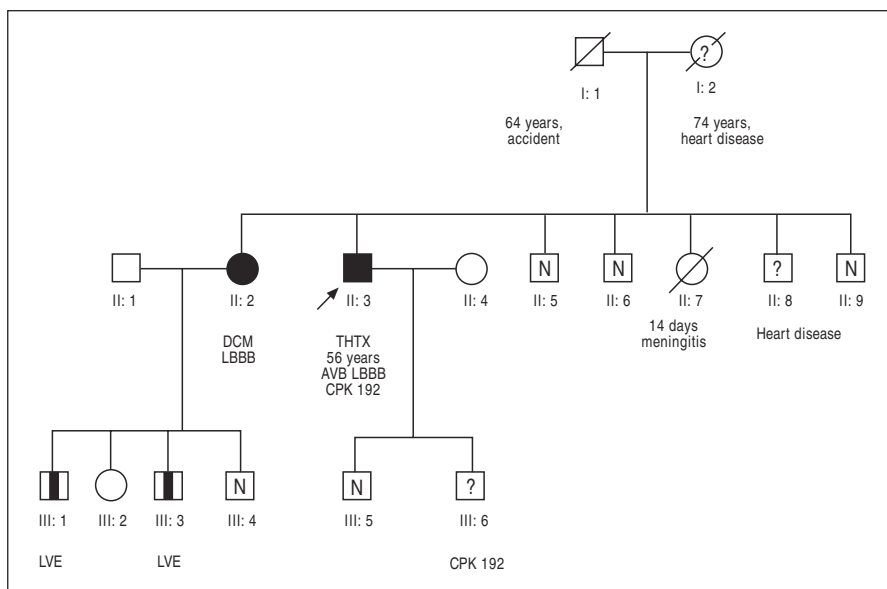 ?
I: 1
I: 2
64 years,
accident
74 years,
heart disease
N
N
?
N
II: 1
II: 2
II: 3
II: 4
II: 5
II: 6
II: 7
II: 8
II: 9
DCM
LBBB
THTX
56 years
AVB LBBB
CPK 192
14 days
meningitis
Heart disease
N
N
?
III: 1
III: 2
III: 3
III: 4
III: 5
III: 6
LVE
LVE
CPK 192